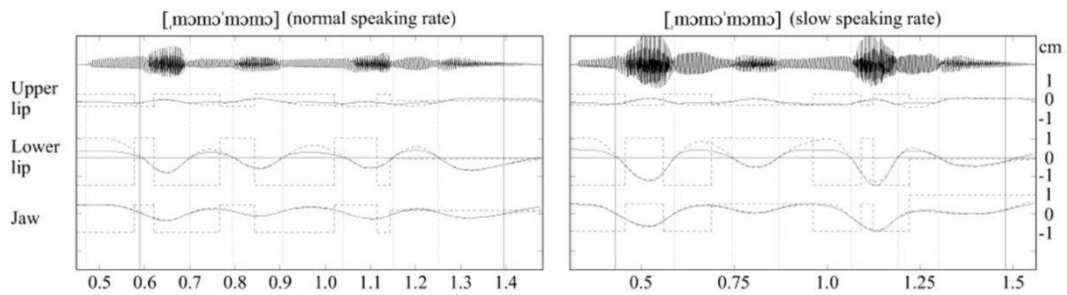 [ˌmɔmɔˈmɔmɔ] (normal speaking rate)
[ˌmɔmɔˈmɔmɔ] (slow speaking rate)
cm
Upper
lip
1
0
-1
Lower
lip
1
0
-1
Jaw
1
0
-1
0.5 0.6 0.7 0.8 0.9 1.0 1.1 1.2 1.3 1.4
0.5 0.75 1.0 1.25 1.5